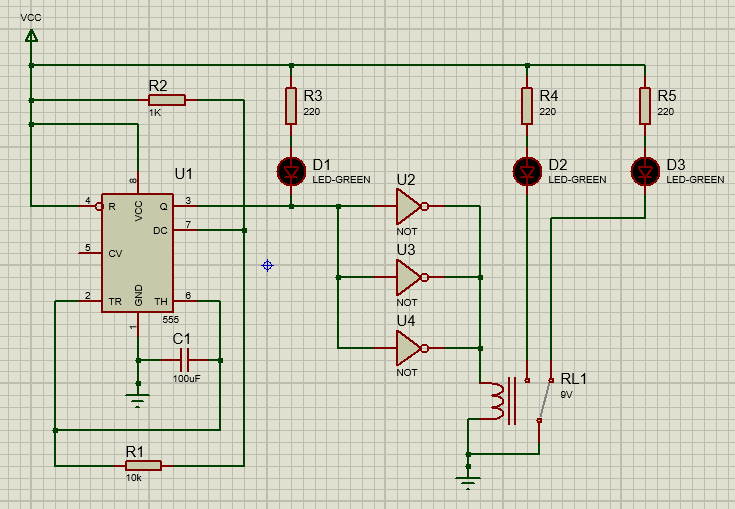 VCC
R2
1K
R3
220
R4
220
R5
220
D1
LED-GREEN
D2
LED-GREEN
D3
LED-GREEN
U1
8
VCC
4
R
Q
3
DC
7
5
CV
2
TR
TH
6
GND
1
555
U2
NOT
U3
NOT
U4
NOT
C1
100uF
RL1
9V
R1
10k